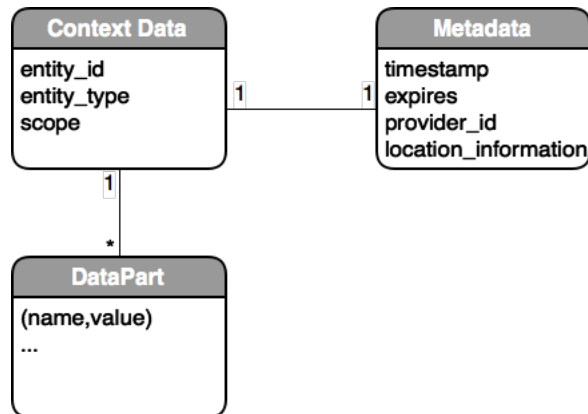 Context Data
entity_id
entity_type
scope
1
1
Metadata
timestamp
expires
provider_id
location_information
1
*
DataPart
(name,value)
...